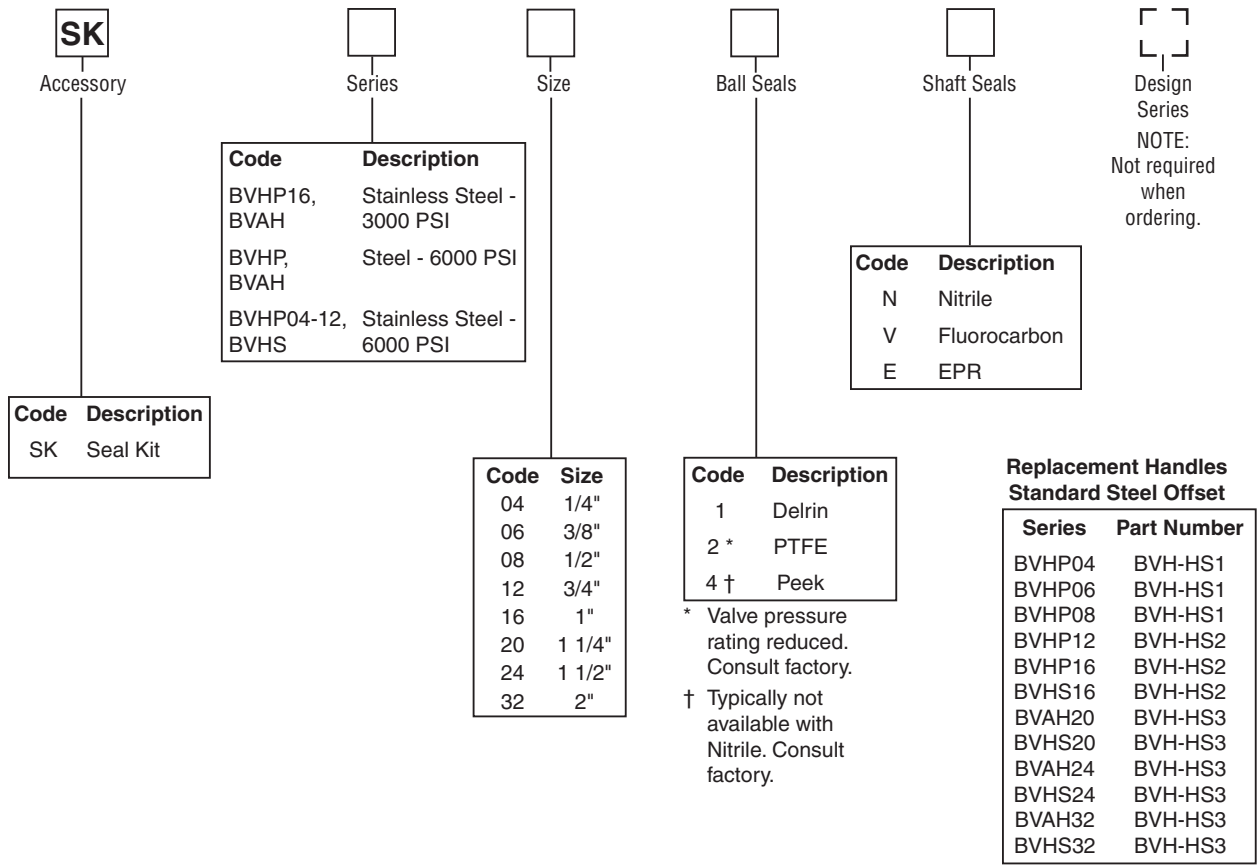 SK
Accessory
Series
Size
Ball Seals
Shaft Seals
Design
Series
NOTE:
Not required
when
ordering.
Code Description
BVHP16, Stainless Steel -
BVAH 3000 PSI
BVHP, Steel - 6000 PSI
BVAH
BVHP04-12, Stainless Steel -
BVHS 6000 PSI
Code Description
N Nitrile
V Fluorocarbon
E EPR
Code Description
SK Seal Kit
Code Size
04 1/4"
06 3/8"
08 1/2"
12 3/4"
16 1"
20 1 1/4"
24 1 1/2"
32 2"
Code Description
1 Delrin
2 * PTFE
4 † Peek
* Valve pressure
rating reduced.
Consult factory.
† Typically not
available with
Nitrile. Consult
factory.
Replacement Handles
Standard Steel Offset
Series Part Number
BVHP04 BVH-HS1
BVHP06 BVH-HS1
BVHP08 BVH-HS1
BVHP12 BVH-HS2
BVHP16 BVH-HS2
BVHS16 BVH-HS2
BVAH20 BVH-HS3
BVHS20 BVH-HS3
BVAH24 BVH-HS3
BVHS24 BVH-HS3
BVAH32 BVH-HS3
BVHS32 BVH-HS3